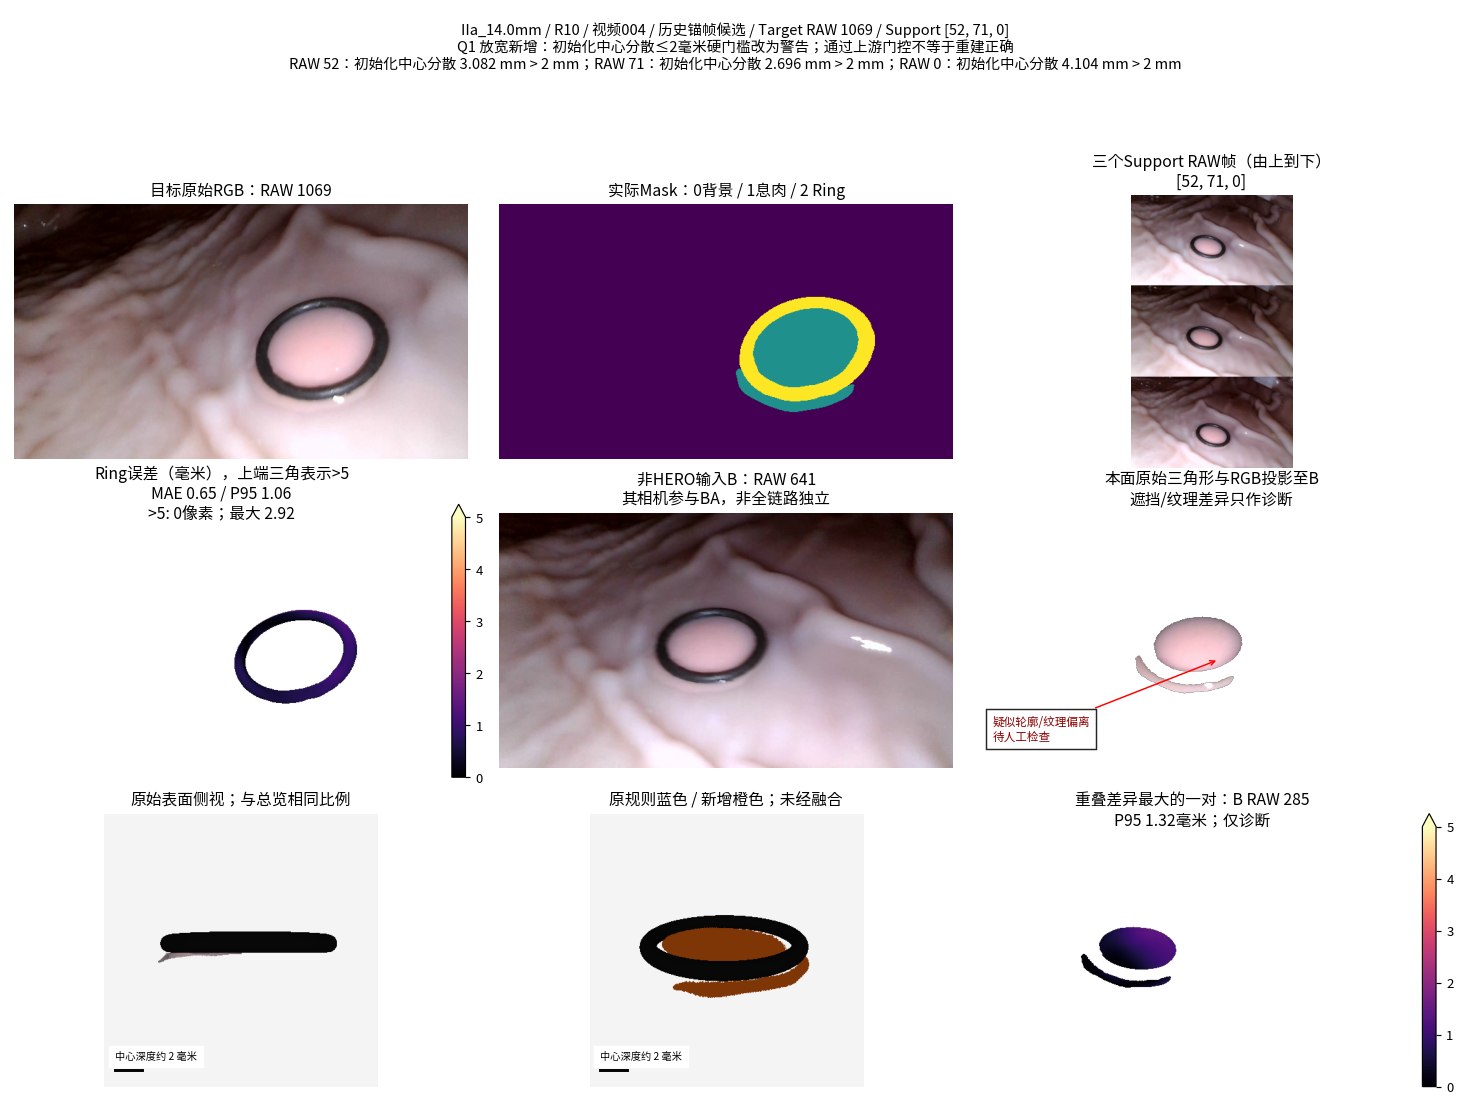 IIa_14.0mm / R10 / 视频004 / 历史锚帧候选 / Target RAW 1069 / Support [52, 71, 0]
Q1 放宽新增：初始化中心分散≤2毫米硬门槛改为警告；通过上游门控不等于重建正确
RAW 52：初始化中心分散 3.082 mm > 2 mm；RAW 71：初始化中心分散 2.696 mm > 2 mm；RAW 0：初始化中心分散 4.104 mm > 2 mm
目标原始RGB：RAW 1069
实际Mask：0背景 / 1息肉 / 2 Ring
三个Support RAW帧（由上到下）
[52, 71, 0]
Ring误差（毫米），上端三角表示>5
MAE 0.65 / P95 1.06
>5: 0像素；最大 2.92
5
4
3
2
1
0
非HERO输入B：RAW 641
其相机参与BA，非全链路独立
本面原始三角形与RGB投影至B
遮挡/纹理差异只作诊断
疑似轮廓/纹理偏离
待人工检查
原始表面侧视；与总览相同比例
中心深度约 2 毫米
原规则蓝色 / 新增橙色；未经融合
中心深度约 2 毫米
重叠差异最大的一对：B RAW 285
P95 1.32毫米；仅诊断
5
4
3
2
1
0